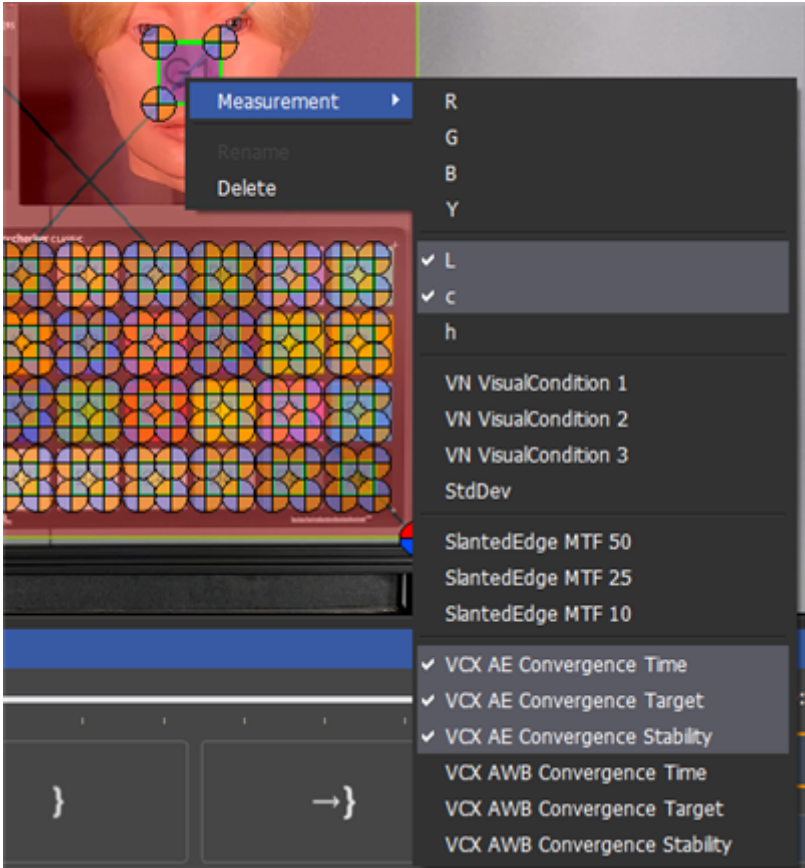 G1
Measurement
Rename
Delete
R
G
B
Y
L
c
h
VN VisualCondition 1
VN VisualCondition 2
VN VisualCondition 3
StdDev
SlantedEdge MTF 50
SlantedEdge MTF 25
SlantedEdge MTF 10
VCX AE Convergence Time
VCX AE Convergence Target
VCX AE Convergence Stability
VCX AWB Convergence Time
VCX AWB Convergence Target
VCX AWB Convergence Stability
}
→}